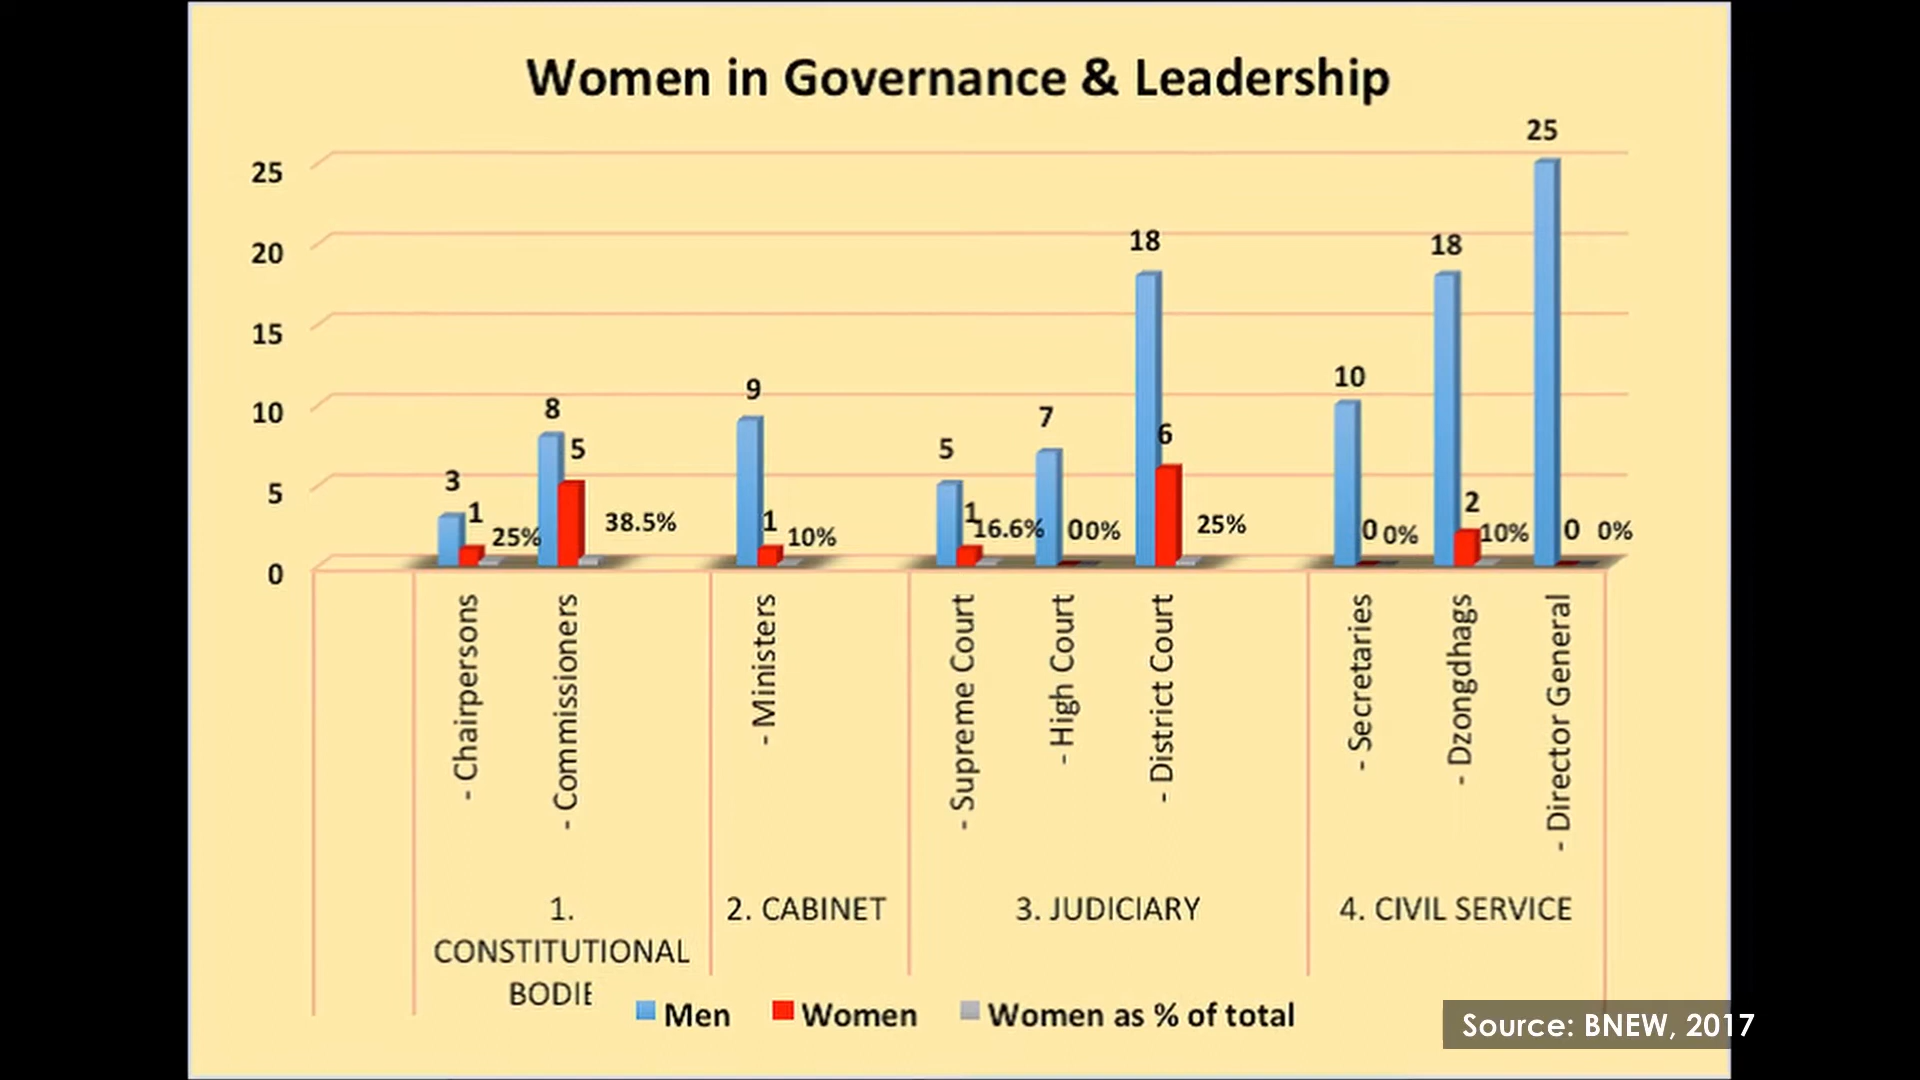 Women in Governance & Leadership
25
20
15
10
5
0
3
1
25%
8
5
38.5%
9
1
10%
5
1
16.6%
7
0
0%
18
6
25%
10
0
0%
18
2
10%
25
0
0%
- Chairpersons
- Commissioners
- Ministers
- Supreme Court
- High Court
- District Court
- Secretaries
- Dzongdhags
- Director General
1.
CONSTITUTIONAL
BODIE
2. CABINET
3. JUDICIARY
4. CIVIL SERVICE
Men
Women
Women as % of total
Source: BNEW, 2017